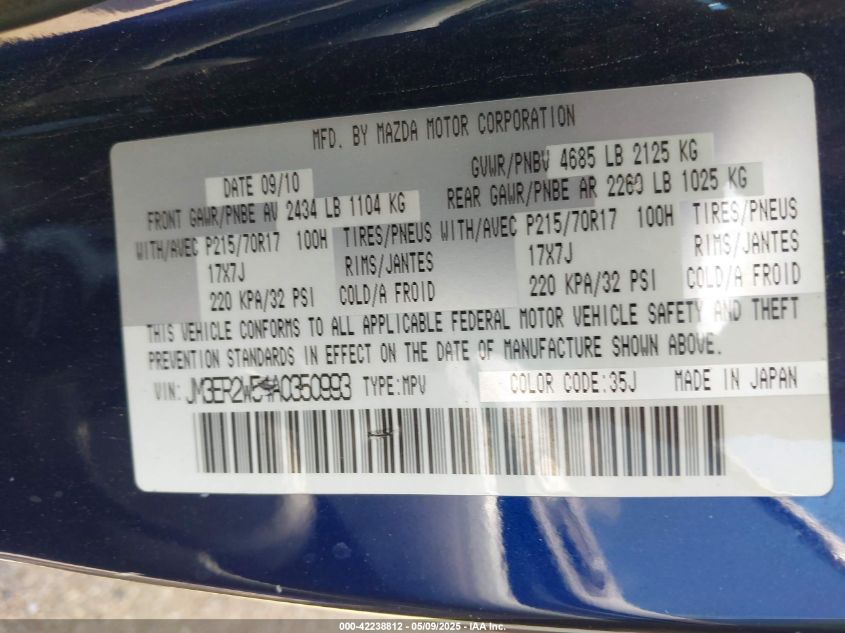 MFD. BY MAZDA MOTOR CORPORATION
DATE 09/10 GVWR/PNBV 4685 LB 2125 KG
FRONT GAWR/PNBE AV 2434 LB 1104 KG REAR GAWR/PNBE AR 2260 LB 1025 KG
WITH/AVEC P215/70R17 100H TIRES/PNEUS WITH/AVEC P215/70R17 100H TIRES/PNEUS
17X7J RIMS/JANTES 17X7J RIMS/JANTES
220 KPA/32 PSI COLD/A FROID 220 KPA/32 PSI COLD/A FROID
THIS VEHICLE CONFORMS TO ALL APPLICABLE FEDERAL MOTOR VEHICLE SAFETY AND THEFT
PREVENTION STANDARDS IN EFFECT ON THE DATE OF MANUFACTURE SHOWN ABOVE.
VIN: JM3ER2W54A0350993 TYPE:MPV COLOR CODE:35J MADE IN JAPAN
000-42238812 - 05/09/2025 - IAAI.com